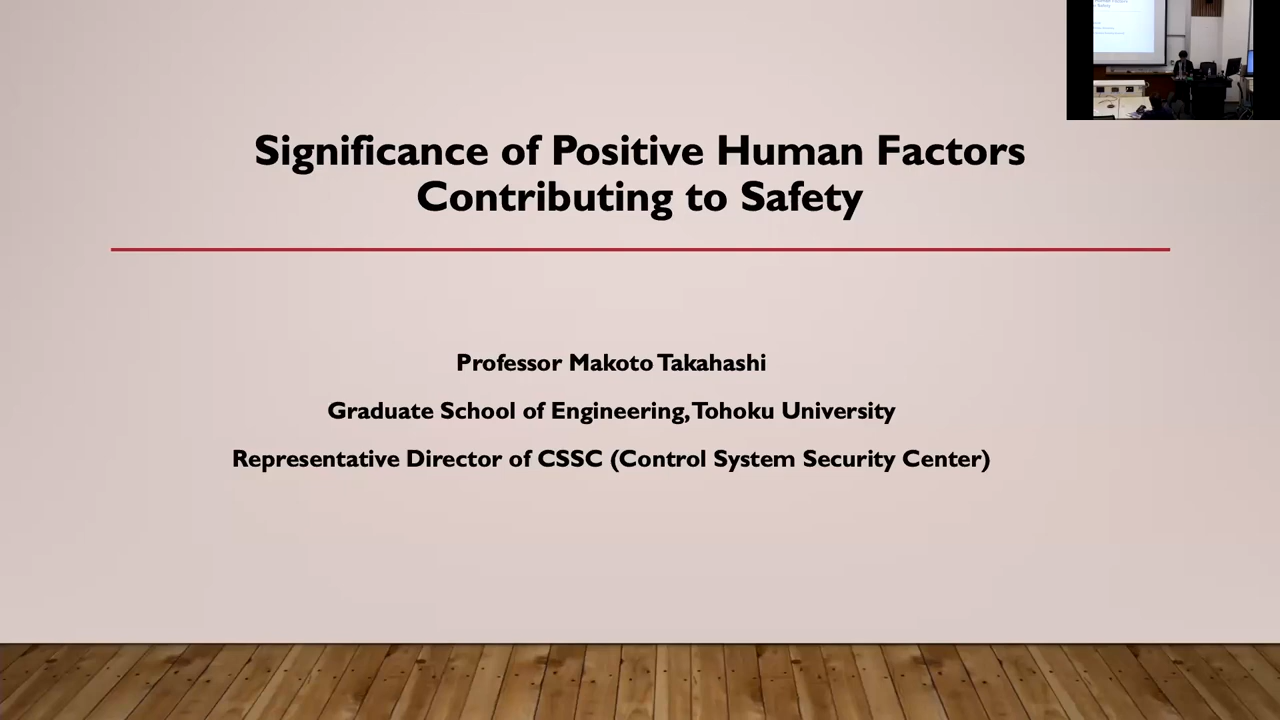 Significance of Positive Human Factors
Contributing to Safety
Professor Makoto Takahashi
Graduate School of Engineering, Tohoku University
Representative Director of CSSC (Control System Security Center)